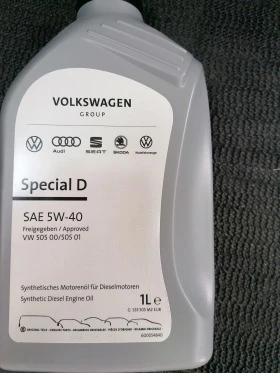 VOLKSWAGEN
GROUP
Audi SEAT ŠKODA Nutzfahrzeuge
Special D
SAE 5W-40
Freigegeben / Approved
VW 505 00/505 01
Synthetisches Motorenöl für Dieselmotoren
Synthetic Diesel Engine Oil
1L e